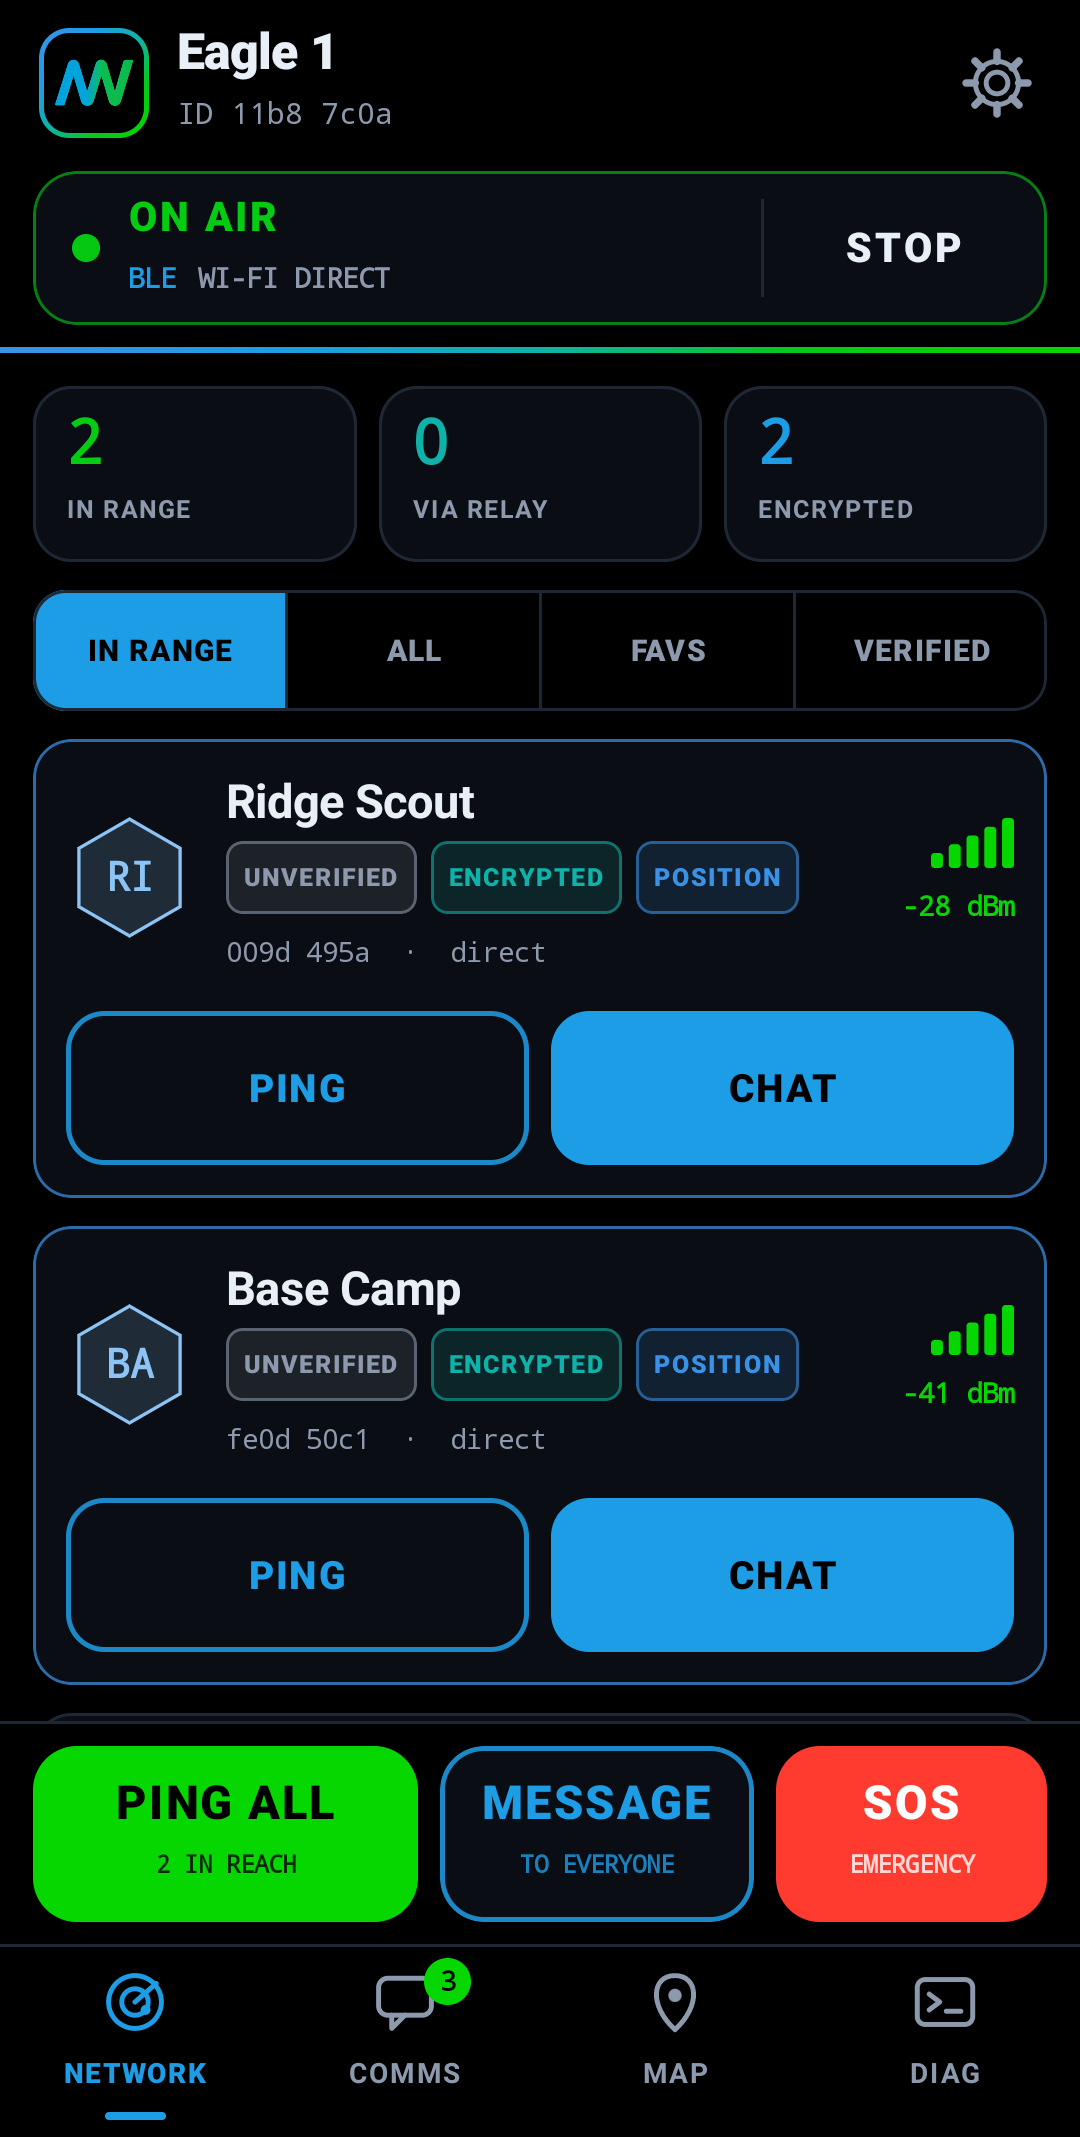 Eagle 1
ID 11b8 7c0a
ON AIR
BLE WI-FI DIRECT
STOP
2
IN RANGE
0
VIA RELAY
2
ENCRYPTED
IN RANGE
ALL
FAVS
VERIFIED
Ridge Scout
RI
UNVERIFIED
ENCRYPTED
POSITION
-28 dBm
009d 495a · direct
PING
CHAT
Base Camp
BA
UNVERIFIED
ENCRYPTED
POSITION
-41 dBm
fe0d 50c1 · direct
PING
CHAT
PING ALL
2 IN REACH
MESSAGE
TO EVERYONE
SOS
EMERGENCY
3
NETWORK
COMMS
MAP
DIAG